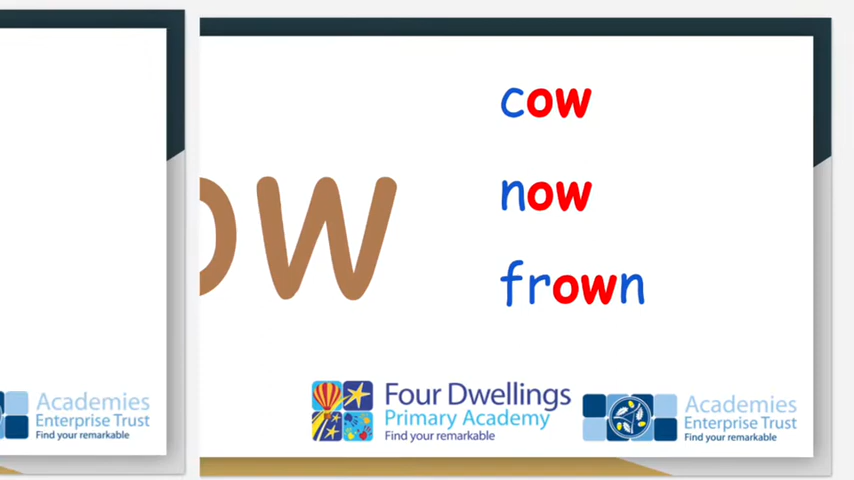 Academies
Enterprise Trust
Find your remarkable
ow
cow
now
frown
Four Dwellings
Primary Academy
Find your remarkable
Academies
Enterprise Trust
Find your remarkable